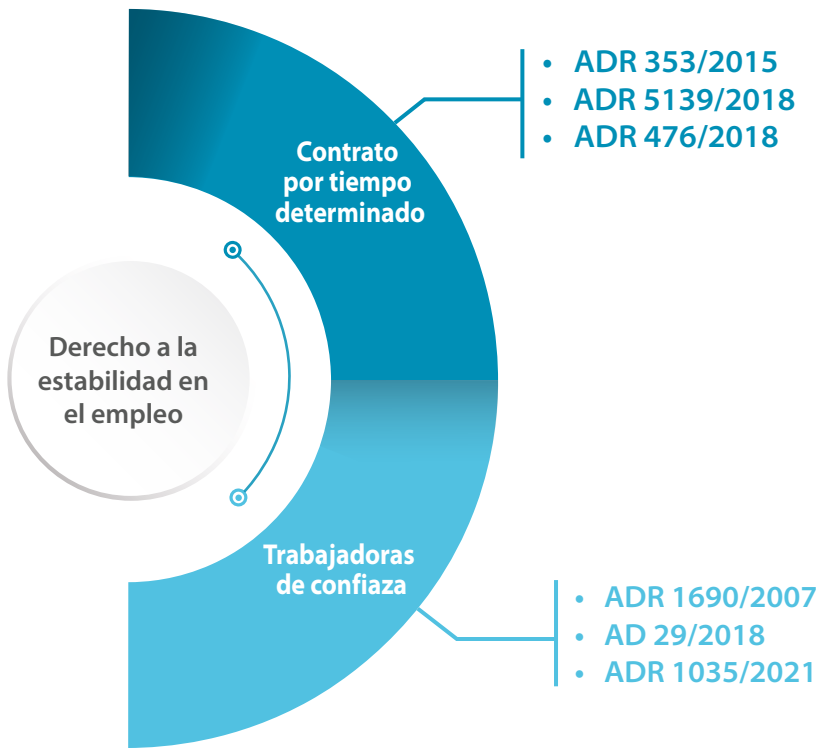 Derecho a la
estabilidad en
el empleo
Contrato
por tiempo
determinado
• ADR 353/2015
• ADR 5139/2018
• ADR 476/2018
Trabajadoras
de confiaza
• ADR 1690/2007
• AD 29/2018
• ADR 1035/2021